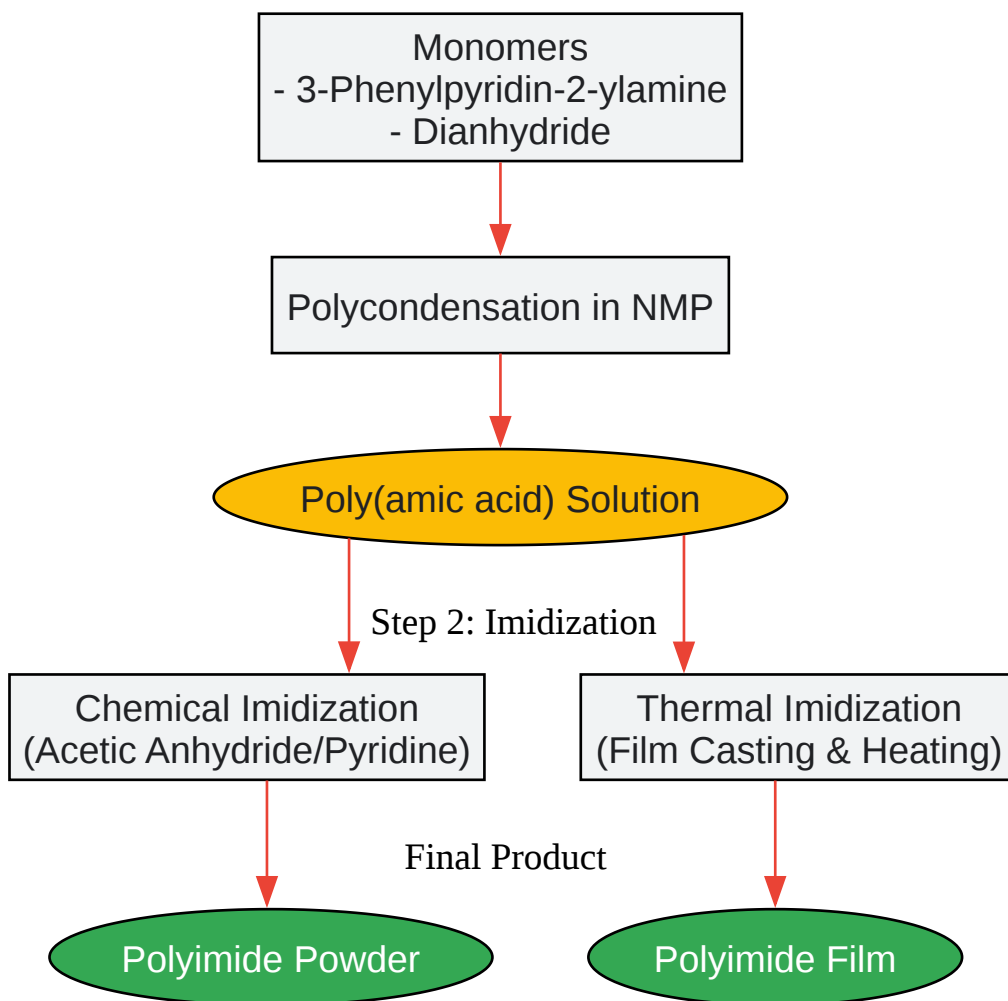 Monomers
- 3-Phenylpyridin-2-ylamine
- Dianhydride
Polycondensation in NMP
Poly(amic acid) Solution
Step 2: Imidization
Chemical Imidization
(Acetic Anhydride/Pyridine)
Thermal Imidization
(Film Casting & Heating)
Final Product
Polyimide Powder
Polyimide Film